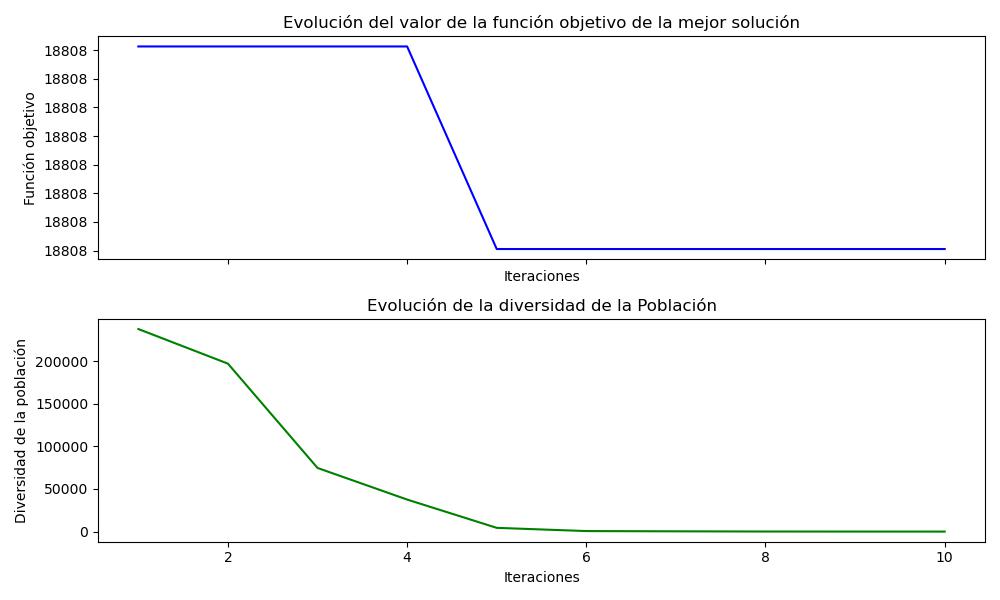 Evolución del valor de la función objetivo de la mejor solución
18808
18808
18808
18808
18808
18808
18808
18808
Función objetivo
Iteraciones
Evolución de la diversidad de la Población
200000
150000
100000
50000
0
Diversidad de la población
2 4 6 8 10
Iteraciones